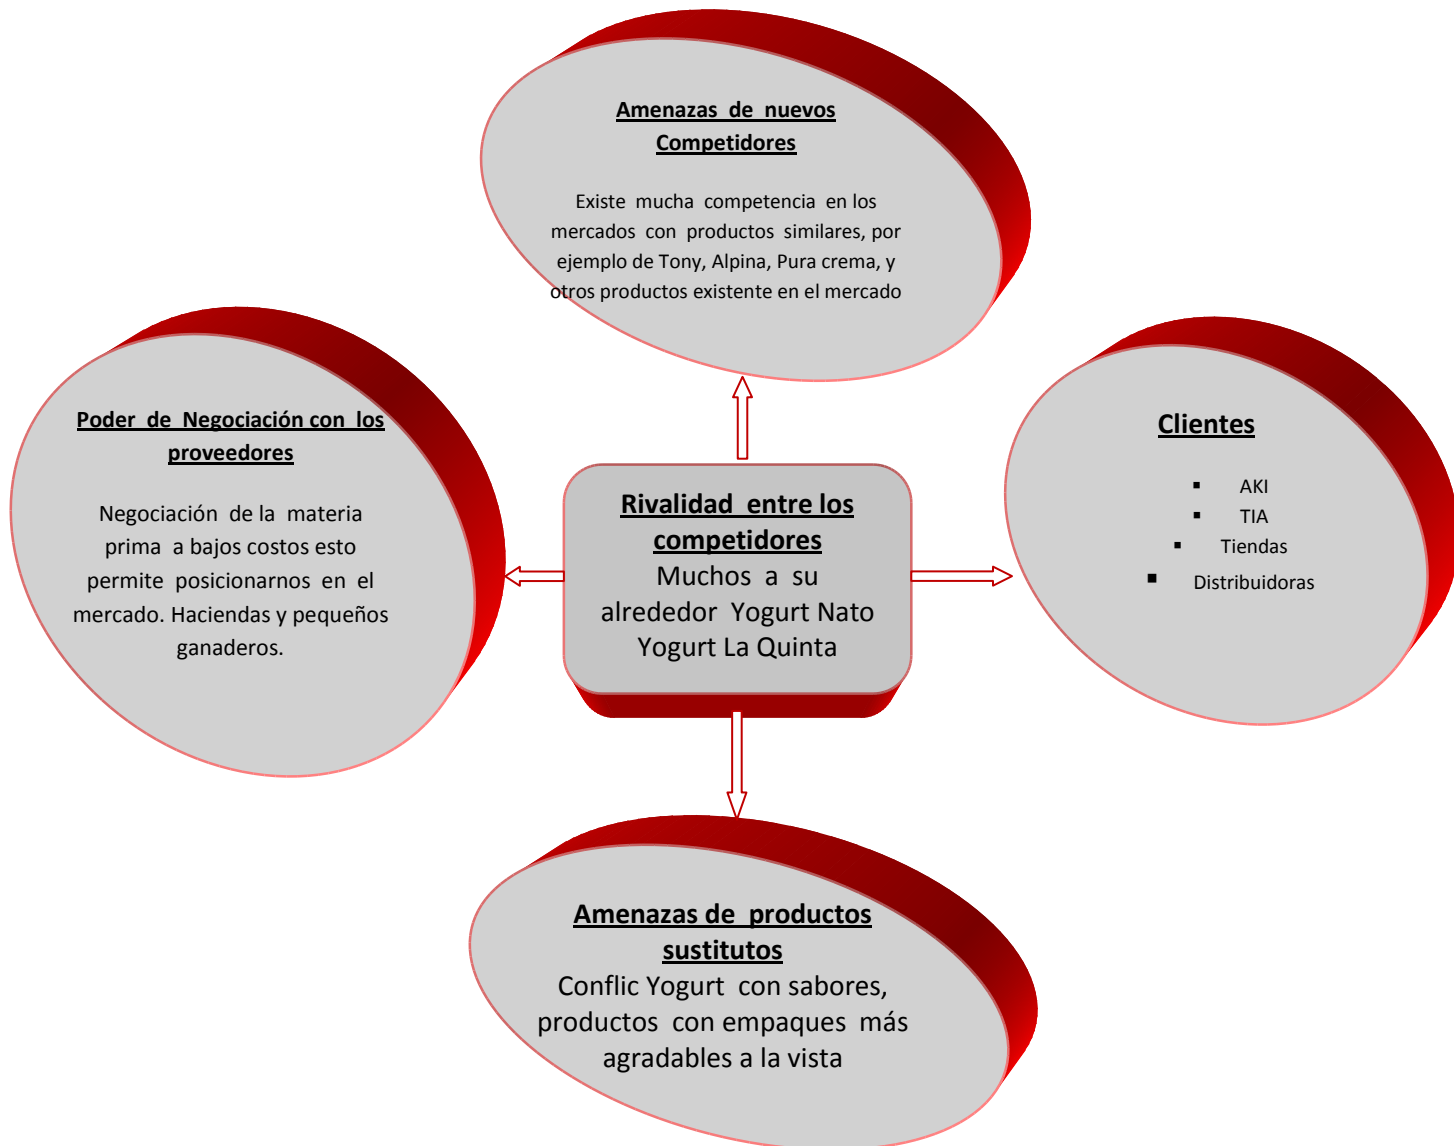 Amenazas de nuevos
Competidores
Existe mucha competencia en los
mercados con productos similares, por
ejemplo de Tony, Alpina, Pura crema, y
otros productos existente en el mercado
Poder de Negociación con los
proveedores
Negociación de la materia
prima a bajos costos esto
permite posicionarnos en el
mercado. Haciendas y pequeños
ganaderos.
Rivalidad entre los
competidores
Muchos a su
alrededor Yogurt Nato
Yogurt La Quinta
Clientes
▪ AKI
▪ TIA
▪ Tiendas
▪ Distribuidoras
Amenazas de productos
sustitutos
Conflic Yogurt con sabores,
productos con empaques más
agradables a la vista